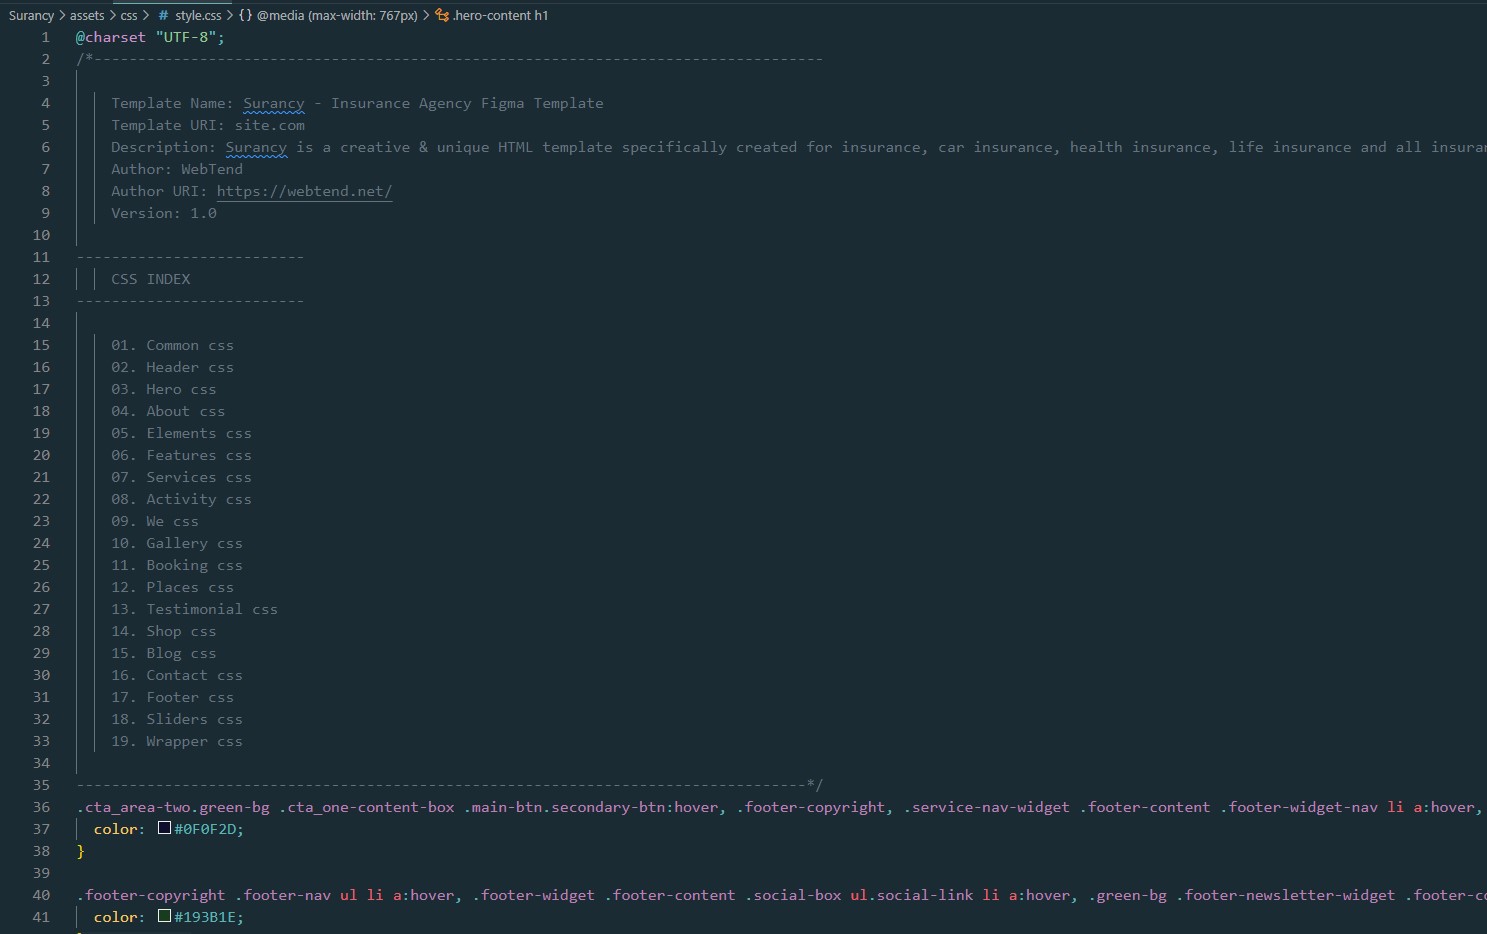 Surancy > assets > css > # style.css > {} @media (max-width: 767px) > .hero-content h1
1 @charset "UTF-8";
2 /*-----------------------------------------------------------------------------------
3
4 Template Name: Surancy - Insurance Agency Figma Template
5 Template URI: site.com
6 Description: Surancy is a creative & unique HTML template specifically created for insurance, car insurance, health insurance, life insurance and all
7 Author: WebTend
8 Author URI: https://webtend.net/
9 Version: 1.0
10
11 --------------------------
12 CSS INDEX
13 --------------------------
14
15 01. Common css
16 02. Header css
17 03. Hero css
18 04. About css
19 05. Elements css
20 06. Features css
21 07. Services css
22 08. Activity css
23 09. We css
24 10. Gallery css
25 11. Booking css
26 12. Places css
27 13. Testimonial css
28 14. Shop css
29 15. Blog css
30 16. Contact css
31 17. Footer css
32 18. Sliders css
33 19. Wrapper css
34
35 -----------------------------------------------------------------------------------*/
36 .cta_area-two.green-bg .cta_one-content-box .main-btn.secondary-btn:hover, .footer-copyright, .service-nav-widget .footer-content .footer-widget-nav li a:hover,
37 color: #0F0F2D;
38 }
39
40 .footer-copyright .footer-nav ul li a:hover, .footer-widget .footer-content .social-box ul.social-link li a:hover, .green-bg .footer-newsletter-widget
41 color: #193B1E;